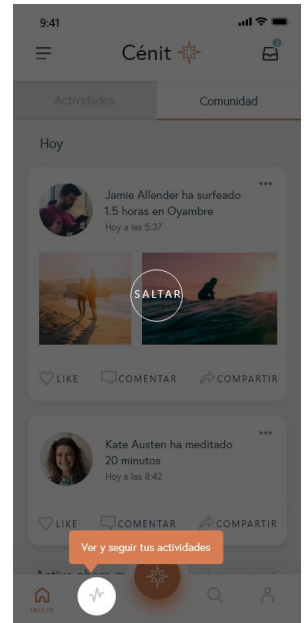 9:41
Cénit
Actividades
Comunidad
Hoy
Jamie Allender ha surfeado
1.5 horas en Oyambre
Hoy a las 5:37
SALTAR
LIKE
COMENTAR
COMPARTIR
Kate Austen ha meditado
20 minutos
Hoy a las 8:42
LIKE
COMENTAR
COMPARTIR
Ver y seguir tus actividades
INICIO